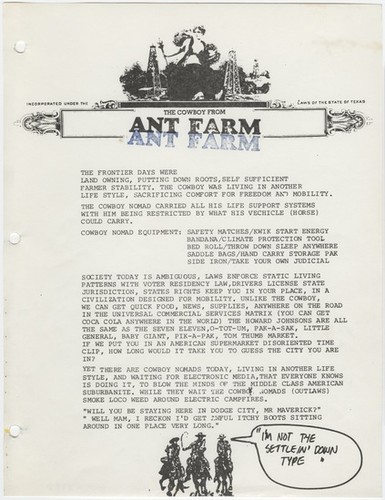 INCORPORATED UNDER THE LAWS OF THE STATE OF TEXAS
THE COWBOY FROM
ANT FARM
ANT FARM
THE FRONTIER DAYS WERE
LAND OWNING, PUTTING DOWN ROOTS,SELF SUFFICIENT
FARMER STABILITY. THE COWBOY WAS LIVING IN ANOTHER
LIFE STYLE, SACRIFICING COMFORT FOR FREEDOM AND MOBILITY.
THE COWBOY NOMAD CARRIED ALL HIS LIFE SUPPORT SYSTEMS
WITH HIM BEING RESTRICTED BY WHAT HIS VECHICLE (HORSE)
COULD CARRY.
COWBOY NOMAD EQUIPMENT: SAFETY MATCHES/KWIK START ENERGY
BANDANA/CLIMATE PROTECTION TOOL
BED ROLL/THROW DOWN SLEEP ANYWHERE
SADDLE BAGS/HAND CARRY STORAGE PAK
SIDE IRON/TAKE YOUR OWN JUDICIAL
SOCIETY TODAY IS AMBIGUOUS, LAWS ENFORCE STATIC LIVING
PATTERNS WITH VOTER RESIDENCY LAW,DRIVERS LICENSE STATE
JURISDICTION, STATES RIGHTS KEEP YOU IN YOUR PLACE, IN A
CIVILIZATION DESIGNED FOR MOBILITY. UNLIKE THE COWBOY,
WE CAN GET QUICK FOOD, NEWS, SUPPLIES, ANYWHERE ON THE ROAD
IN THE UNIVERSAL COMMERCIAL SERVICES MATRIX (YOU CAN GET
COCA COLA ANYWHERE IN THE WORLD) THE HOWARD JOHNSONS ARE ALL
THE SAME AS THE SEVEN ELEVEN,O-TOT-UM, PAK-A-SAK, LITTLE
GENERAL, BABY GIANT, PIK-A-PAK, TOM THUMB MARKET.
IF WE PUT YOU IN AN AMERICAN SUPERMARKET DISORIENTED TIME
CLIP, HOW LONG WOULD IT TAKE YOU TO GUESS THE CITY YOU ARE
IN?
YET THERE ARE COWBOY NOMADS TODAY, LIVING IN ANOTHER LIFE
STYLE, AND WAITING FOR ELECTRONIC MEDIA,THAT EVERYONE KNOWS
IS DOING IT, TO BLOW THE MINDS OF THE MIDDLE CLASS AMERICAN
SUBURBANITE. WHILE THEY WAIT THE COWBOY NOMADS (OUTLAWS)
SMOKE LOCO WEED AROUND ELECTRIC CAMPFIRES.
"WILL YOU BE STAYING HERE IN DODGE CITY, MR MAVERICK?"
" WELL MAM, I RECKON I'D GET ITCHY BOOTS SITTING
AROUND IN ONE PLACE VERY LONG."
"I'M NOT THE
SETTLEIN' DOWN
TYPE"